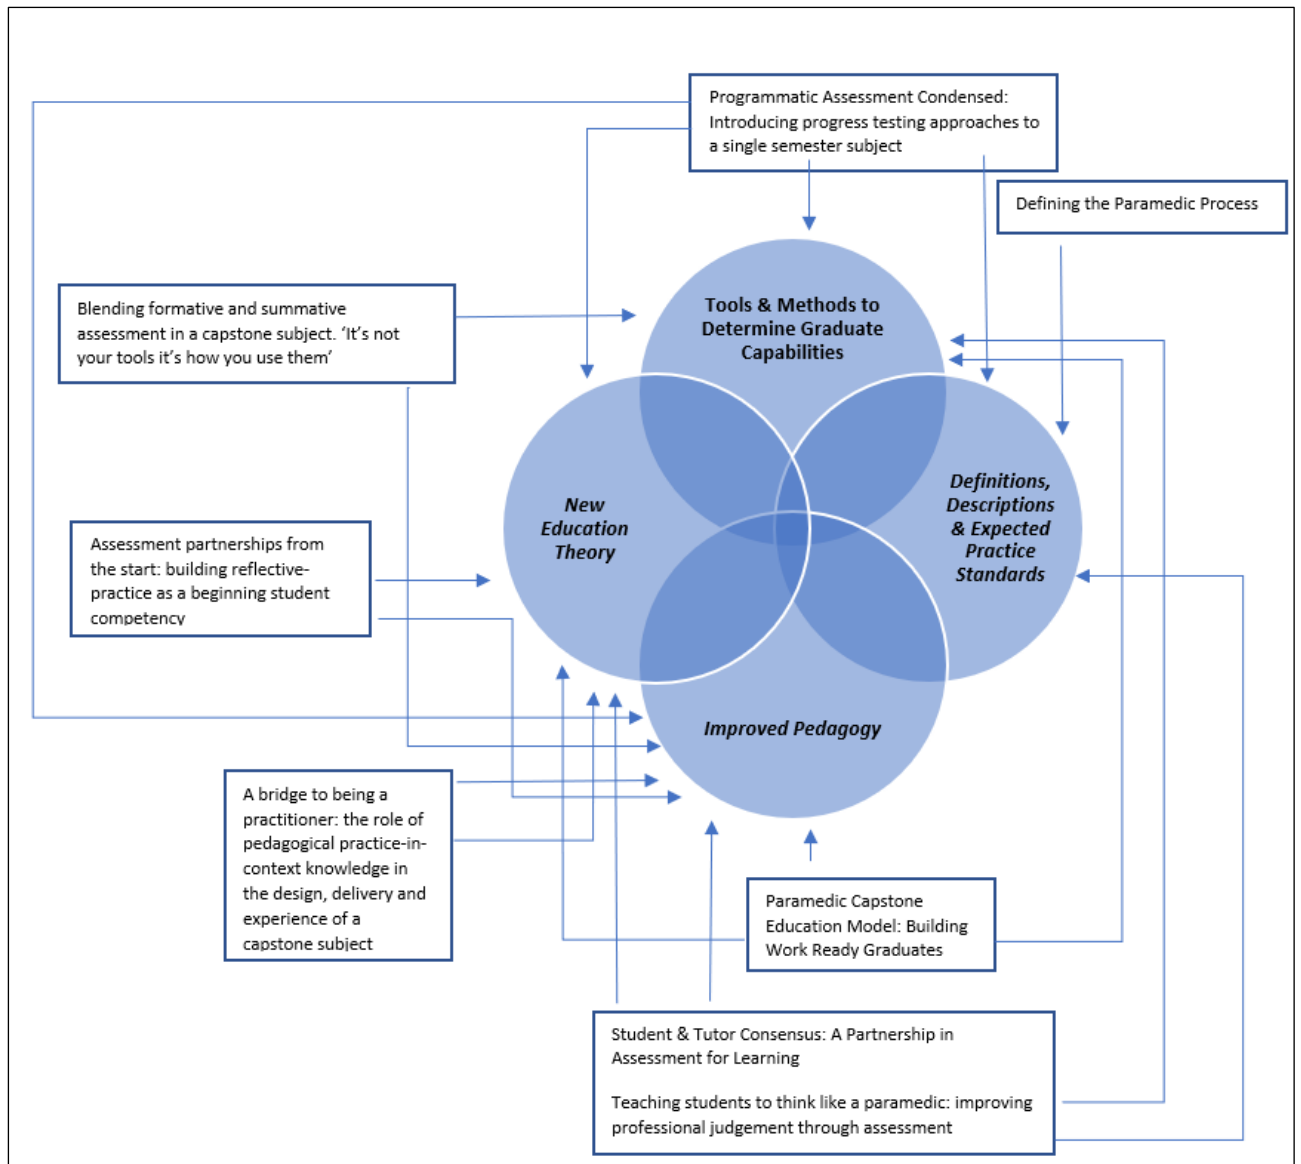 Programmatic Assessment Condensed:
Introducing progress testing approaches to
a single semester subject
Defining the Paramedic Process
Blending formative and summative
assessment in a capstone subject. ‘It’s not
your tools it’s how you use them’
Tools & Methods to
Determine Graduate
Capabilities
New
Education
Theory
Definitions,
Descriptions
& Expected
Practice
Standards
Assessment partnerships from
the start: building reflective-
practice as a beginning student
competency
Improved Pedagogy
A bridge to being a
practitioner: the role of
pedagogical practice-in-
context knowledge in
the design, delivery and
experience of a
capstone subject
Paramedic Capstone
Education Model: Building
Work Ready Graduates
Student & Tutor Consensus: A Partnership in
Assessment for Learning
Teaching students to think like a paramedic: improving
professional judgement through assessment